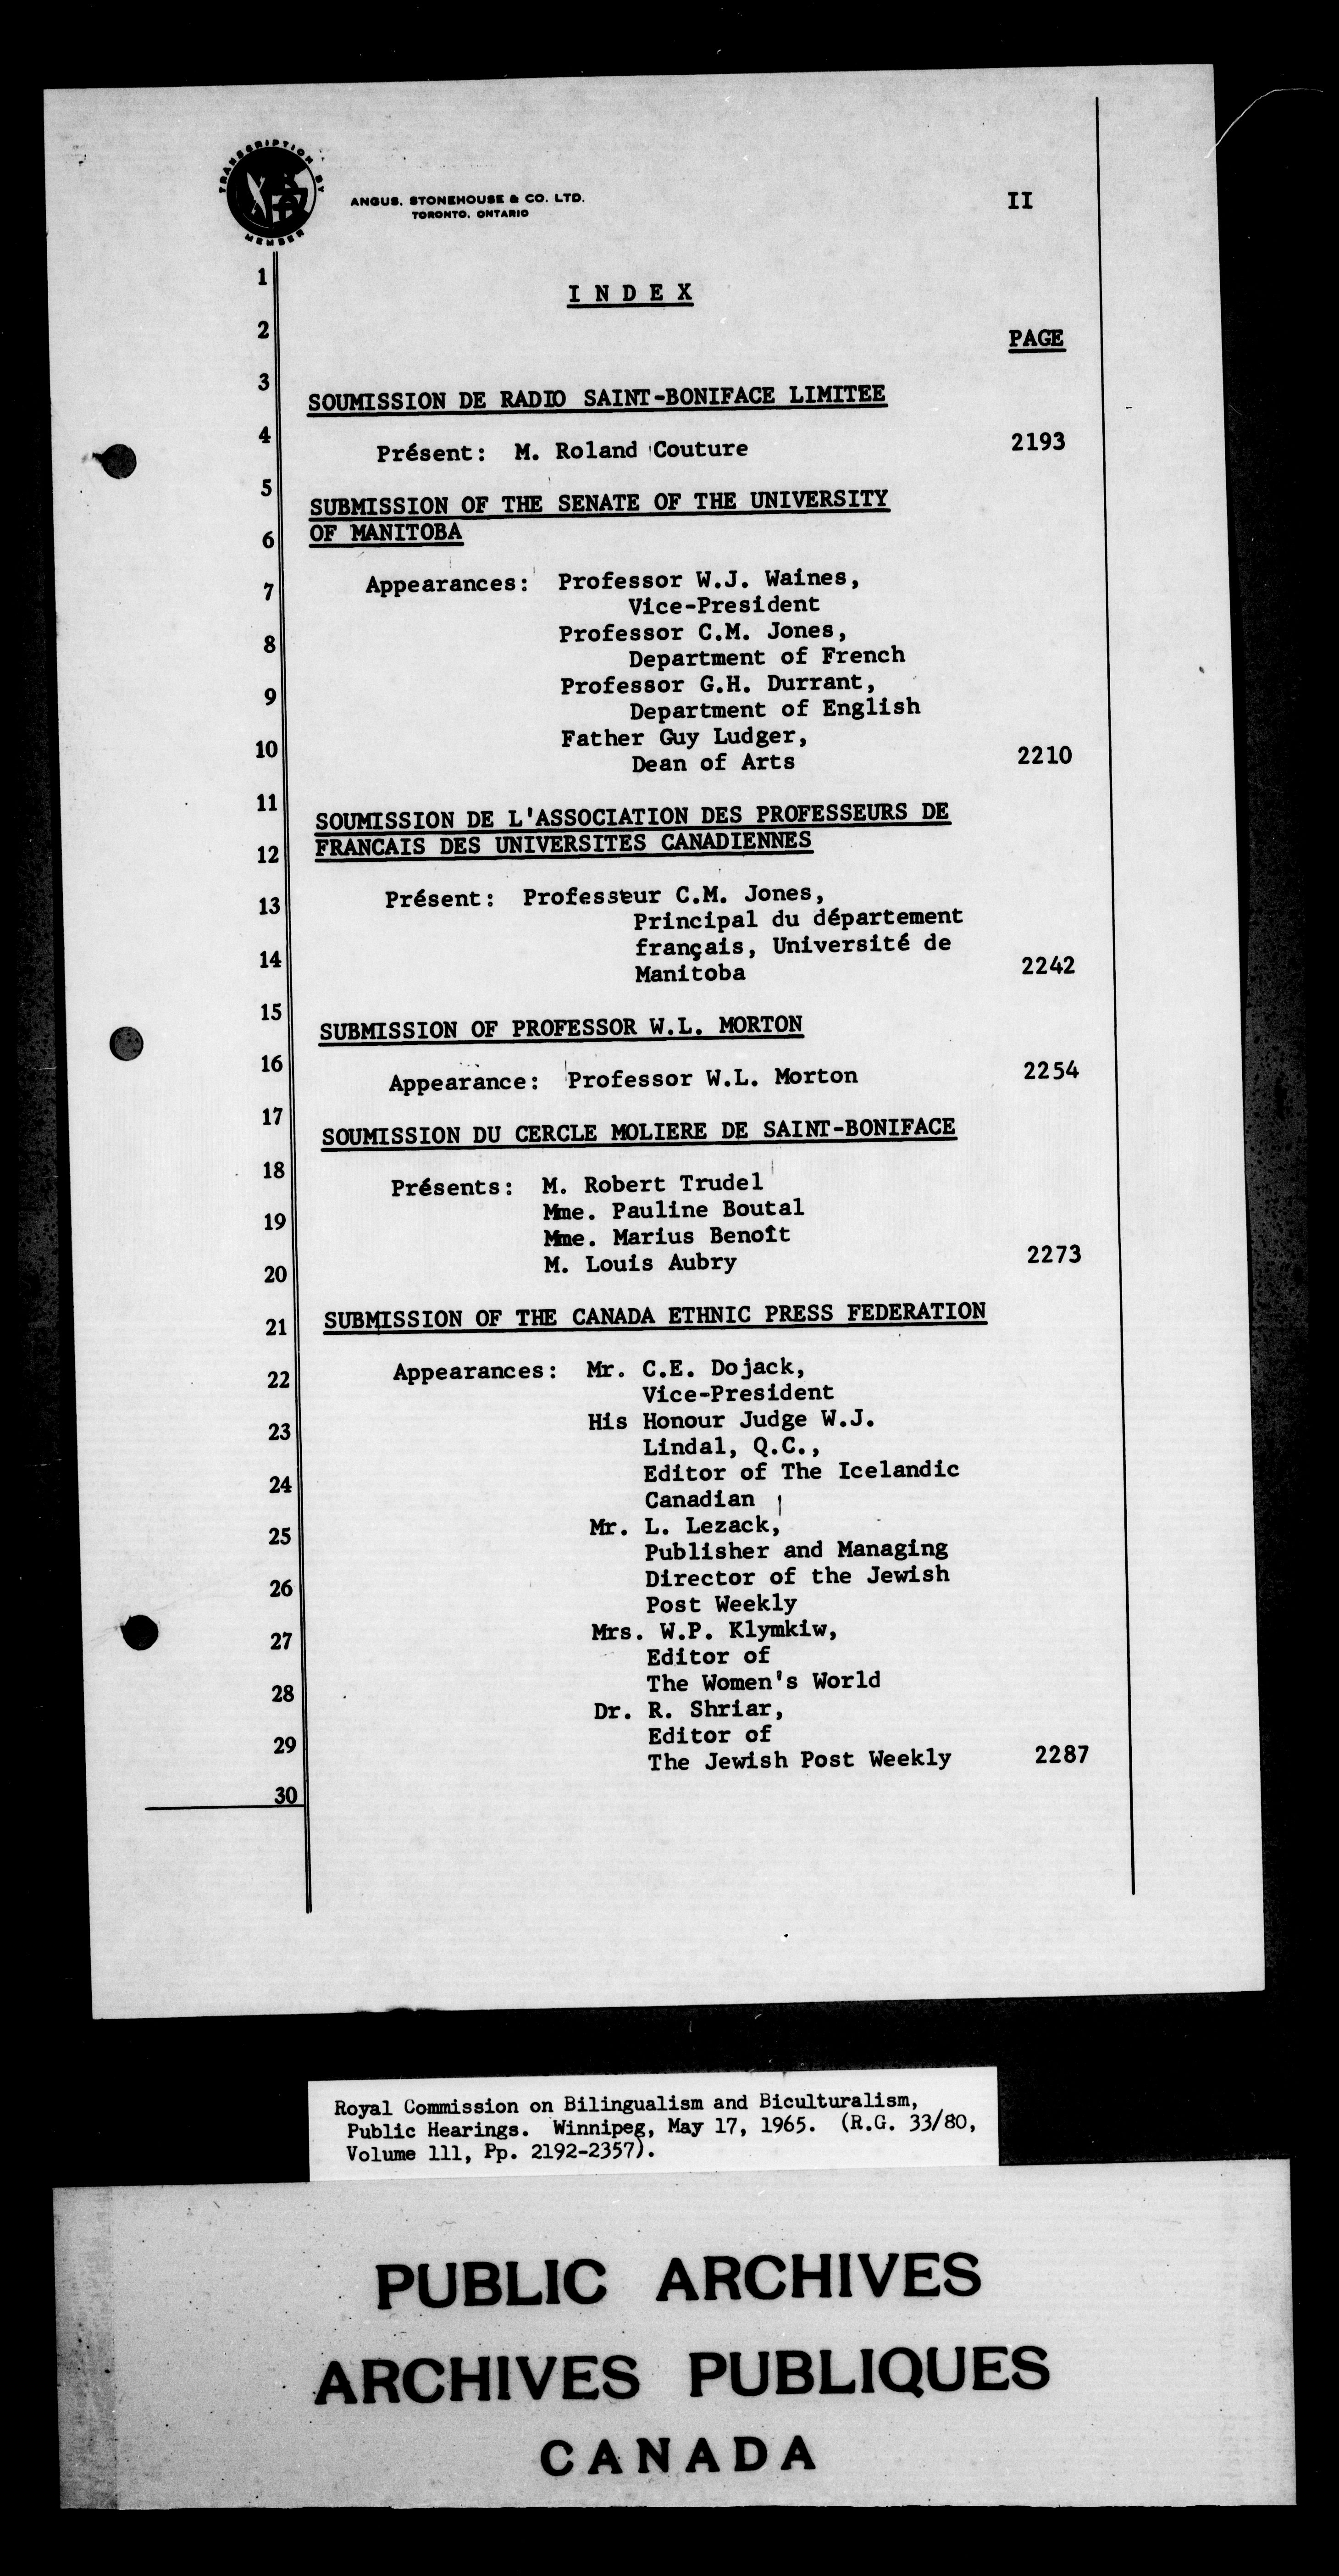 TRANSCRIPTION BY
MEMBER
ANGUS, STONEHOUSE & CO. LTD.
TORONTO, ONTARIO
II
1
INDEX
2
PAGE
3
SOUMISSION DE RADIO SAINT-BONIFACE LIMITEE
4
Présent: M. Roland Couture 2193
5
SUBMISSION OF THE SENATE OF THE UNIVERSITY
6
OF MANITOBA
7
Appearances: Professor W.J. Waines,
Vice-President
8
Professor C.M. Jones,
Department of French
9
Professor G.H. Durrant,
Department of English
10
Father Guy Ludger,
Dean of Arts 2210
11
SOUMISSION DE L'ASSOCIATION DES PROFESSEURS DE
12
FRANCAIS DES UNIVERSITES CANADIENNES
13
Présent: Professeur C.M. Jones,
Principal du département
14
français, Université de
Manitoba 2242
15
SUBMISSION OF PROFESSOR W.L. MORTON
16
Appearance: Professor W.L. Morton 2254
17
SOUMISSION DU CERCLE MOLIERE DE SAINT-BONIFACE
18
Présents: M. Robert Trudel
Mme. Pauline Boutal
19
Mme. Marius Benoît
20
M. Louis Aubry 2273
21
SUBMISSION OF THE CANADA ETHNIC PRESS FEDERATION
22
Appearances: Mr. C.E. Dojack,
Vice-President
23
His Honour Judge W.J.
Lindal, Q.C.,
24
Editor of The Icelandic
Canadian
25
Mr. L. Lezack,
Publisher and Managing
26
Director of the Jewish
Post Weekly
27
Mrs. W.P. Klymkiw,
Editor of
28
The Women's World
Dr. R. Shriar,
29
Editor of
The Jewish Post Weekly 2287
30
Royal Commission on Bilingualism and Biculturalism,
Public Hearings. Winnipeg, May 17, 1965. (R.G. 33/80,
Volume 111, Pp. 2192-2357).
PUBLIC ARCHIVES
ARCHIVES PUBLIQUES
CANADA